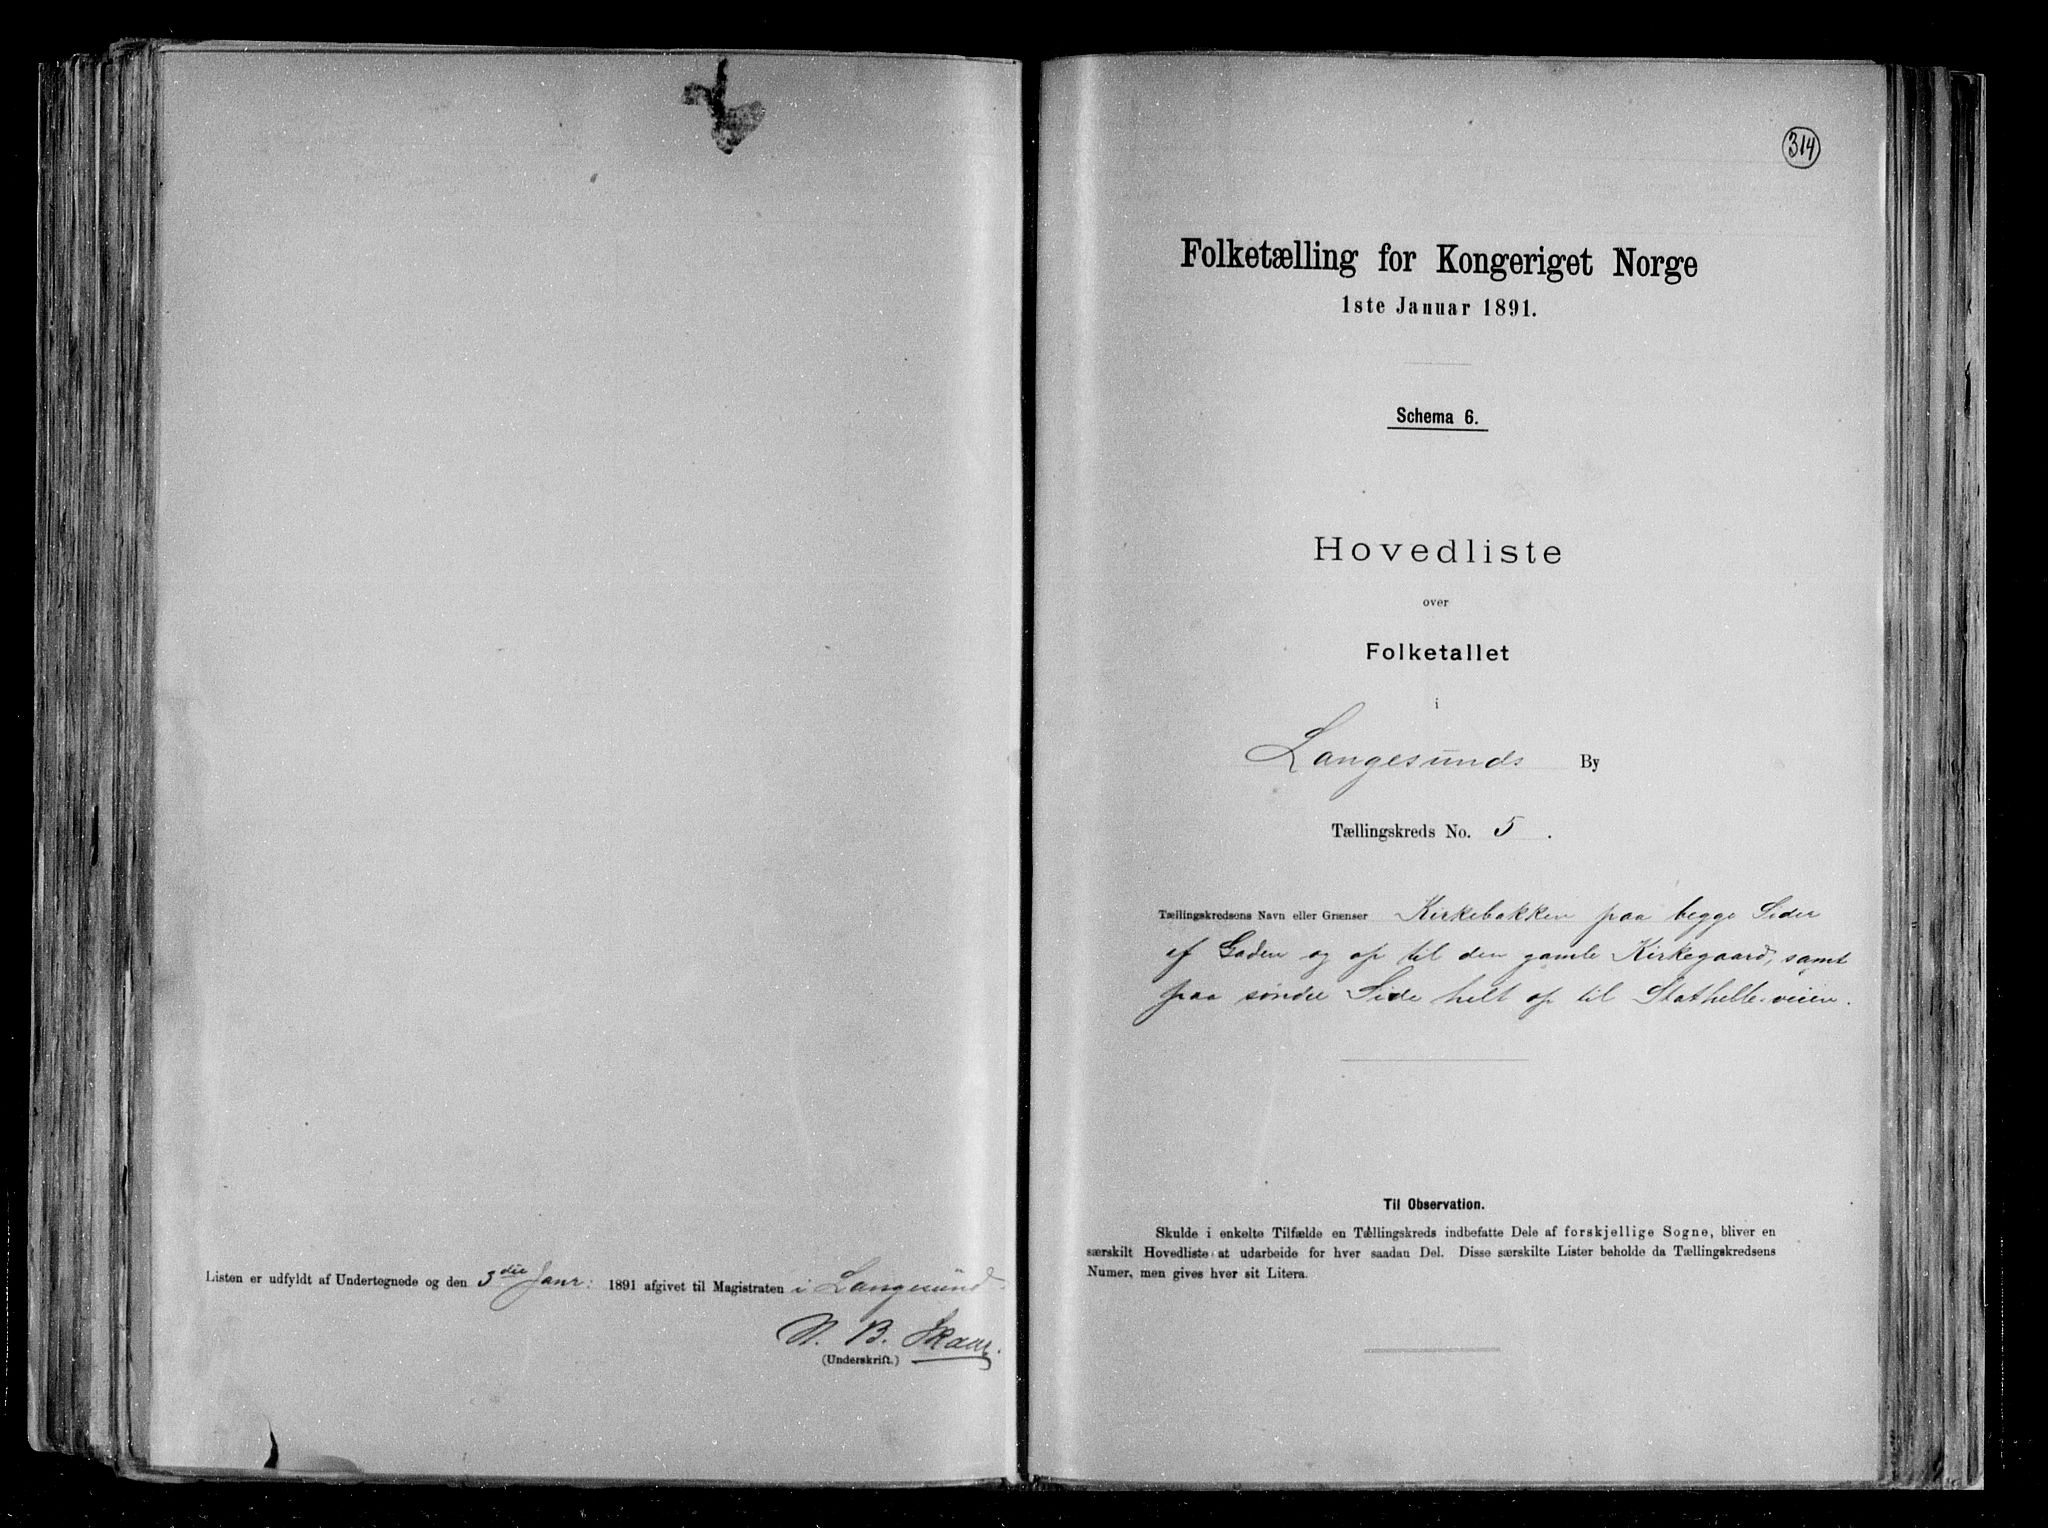 Listen er udfyldt af Undertegnede og den 3die Janr: 1891 afgivet til Magistraten i Langesund.
N. B. Skaar.
(Underskrift.)
314
Folketælling for Kongeriget Norge
1ste Januar 1891.
Schema 6.
Hovedliste
over
Folketallet
i
Langesunds By
Tællingskreds No. 5.
Tællingskredsens Navn eller Grænser Kirkebakken paa begge Sider
af Gaden og op til den gamle Kirkegaard, samt
paa søndre Side helt op til Stathelle-veien.
Til Observation.
Skulde i enkelte Tilfælde en Tællingskreds indbefatte Dele af forskjellige Sogne, bliver en
særskilt Hovedliste at udarbeide for hver saadan Del. Disse særskilte Lister beholde da Tællingskredsens
Numer, men gives hver sit Litera.